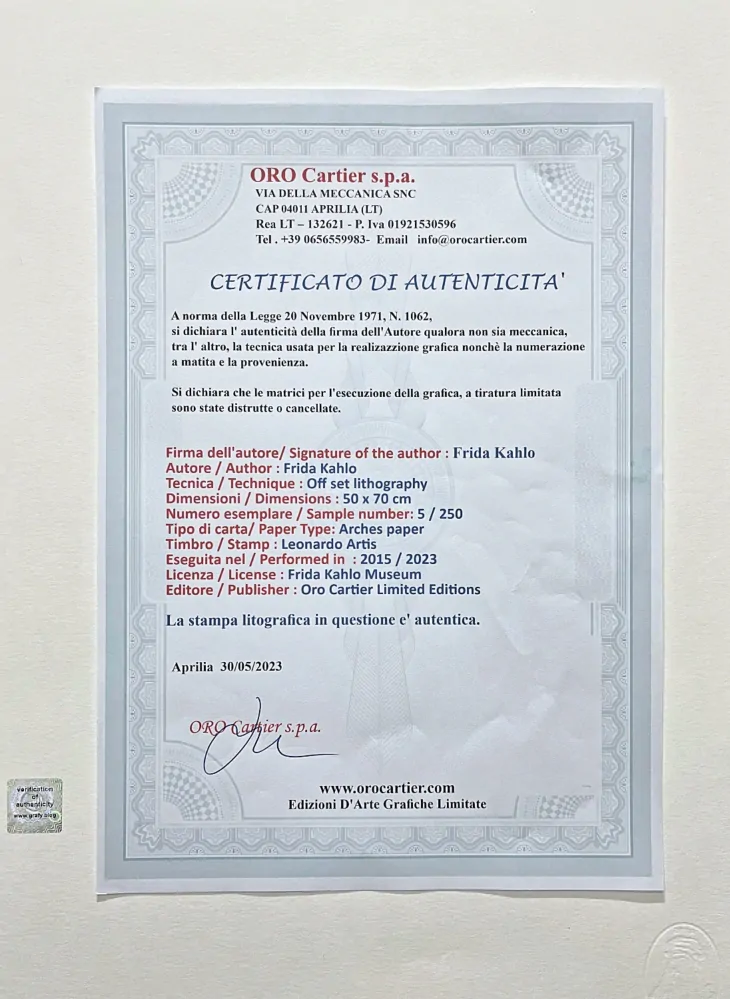 ORO Cartier s.p.a.
VIA DELLA MECCANICA SNC
CAP 04011 APRILIA (LT)
Rea LT – 132621 - P. Iva 01921530596
Tel . +39 0656559983- Email info@orocartier.com
CERTIFICATO DI AUTENTICITA'
A norma della Legge 20 Novembre 1971, N. 1062,
si dichiara l' autenticità della firma dell'Autore qualora non sia meccanica,
tra l' altro, la tecnica usata per la realizazzione grafica nonchè la numerazione
a matita e la provenienza.
Si dichiara che le matrici per l'esecuzione della grafica, a tiratura limitata
sono state distrutte o cancellate.
Firma dell'autore/ Signature of the author : Frida Kahlo
Autore / Author : Frida Kahlo
Tecnica / Technique : Off set lithography
Dimensioni / Dimensions : 50 x 70 cm
Numero esemplare / Sample number: 5 / 250
Tipo di carta/ Paper Type: Arches paper
Timbro / Stamp : Leonardo Artis
Eseguita nel / Performed in : 2015 / 2023
Licenza / License : Frida Kahlo Museum
Editore / Publisher : Oro Cartier Limited Editions
La stampa litografica in questione e' autentica.
Aprilia 30/05/2023
ORO Cartier s.p.a.
www.orocartier.com
Edizioni D'Arte Grafiche Limitate
verification
of
authenticity
www.grafy.blog